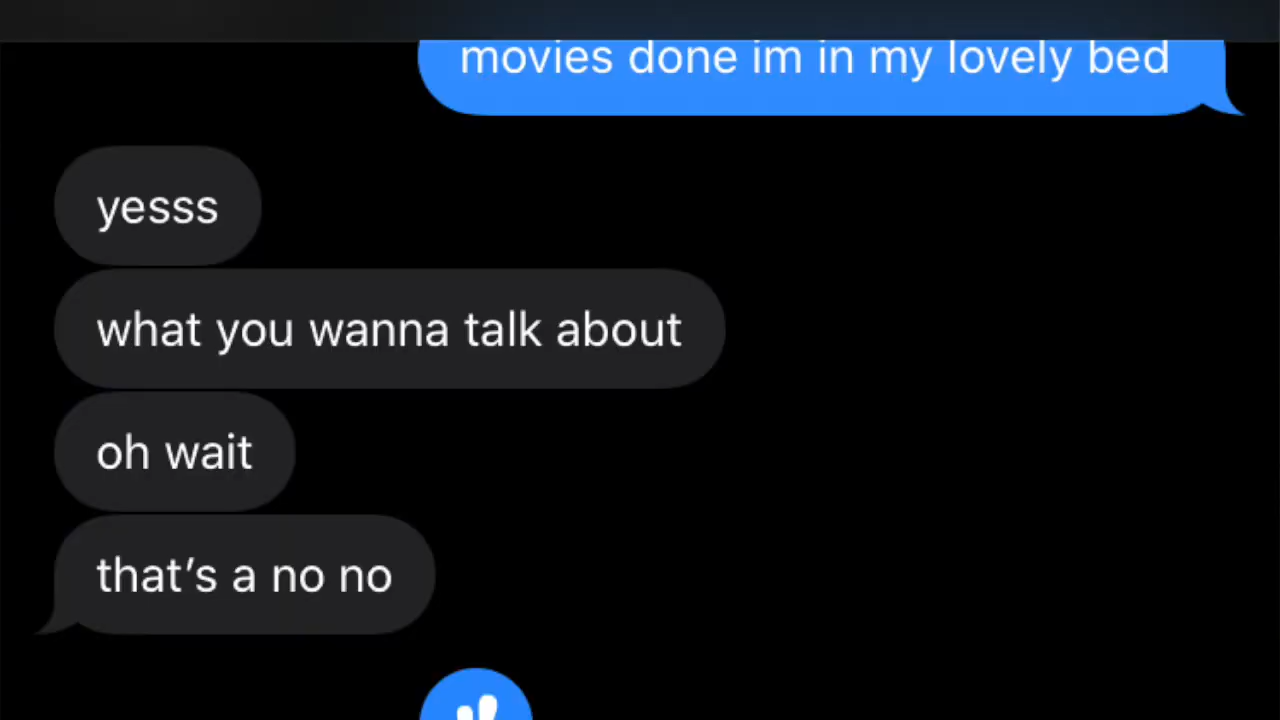 movies done im in my lovely bed
yesss
what you wanna talk about
oh wait
that’s a no no